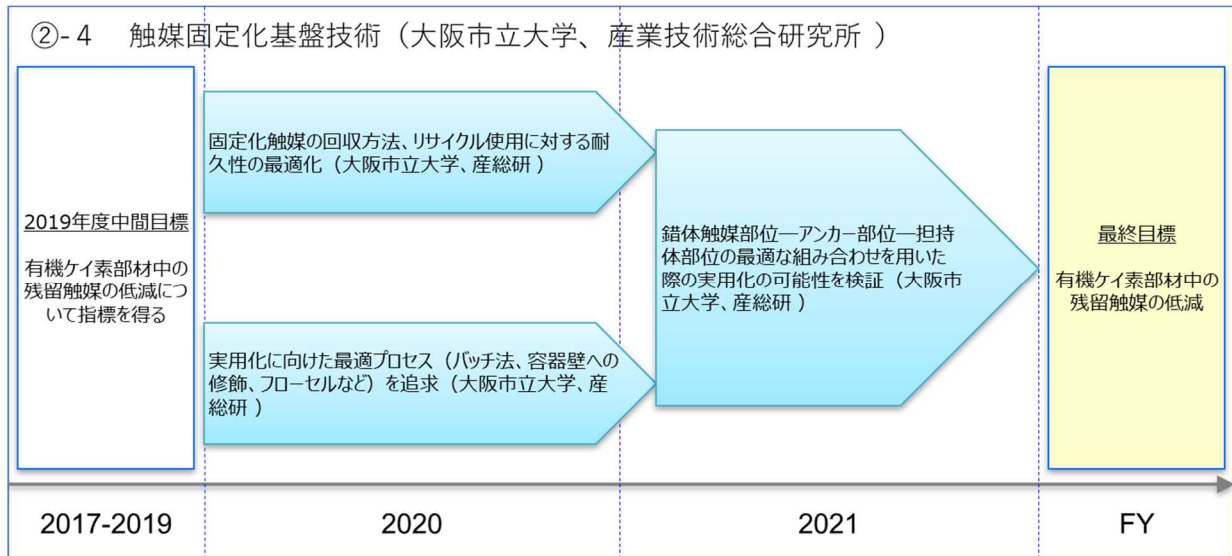 ②-４　触媒固定化基盤技術（大阪市立大学、産業技術総合研究所 ）
2019年度中間目標
有機ケイ素部材中の
残留触媒の低減につ
いて指標を得る
固定化触媒の回収方法、リサイクル使用に対する耐
久性の最適化（大阪市立大学、産総研 ）
実用化に向けた最適プロセス（バッチ法、容器壁への
修飾、フローセルなど）を追求（大阪市立大学、産
総研 ）
錯体触媒部位―アンカー部位―担持
体部位の最適な組み合わせを用いた
際の実用化の可能性を検証（大阪市
立大学、産総研 ）
最終目標
有機ケイ素部材中の
残留触媒の低減
2017-2019
2020
2021
FY